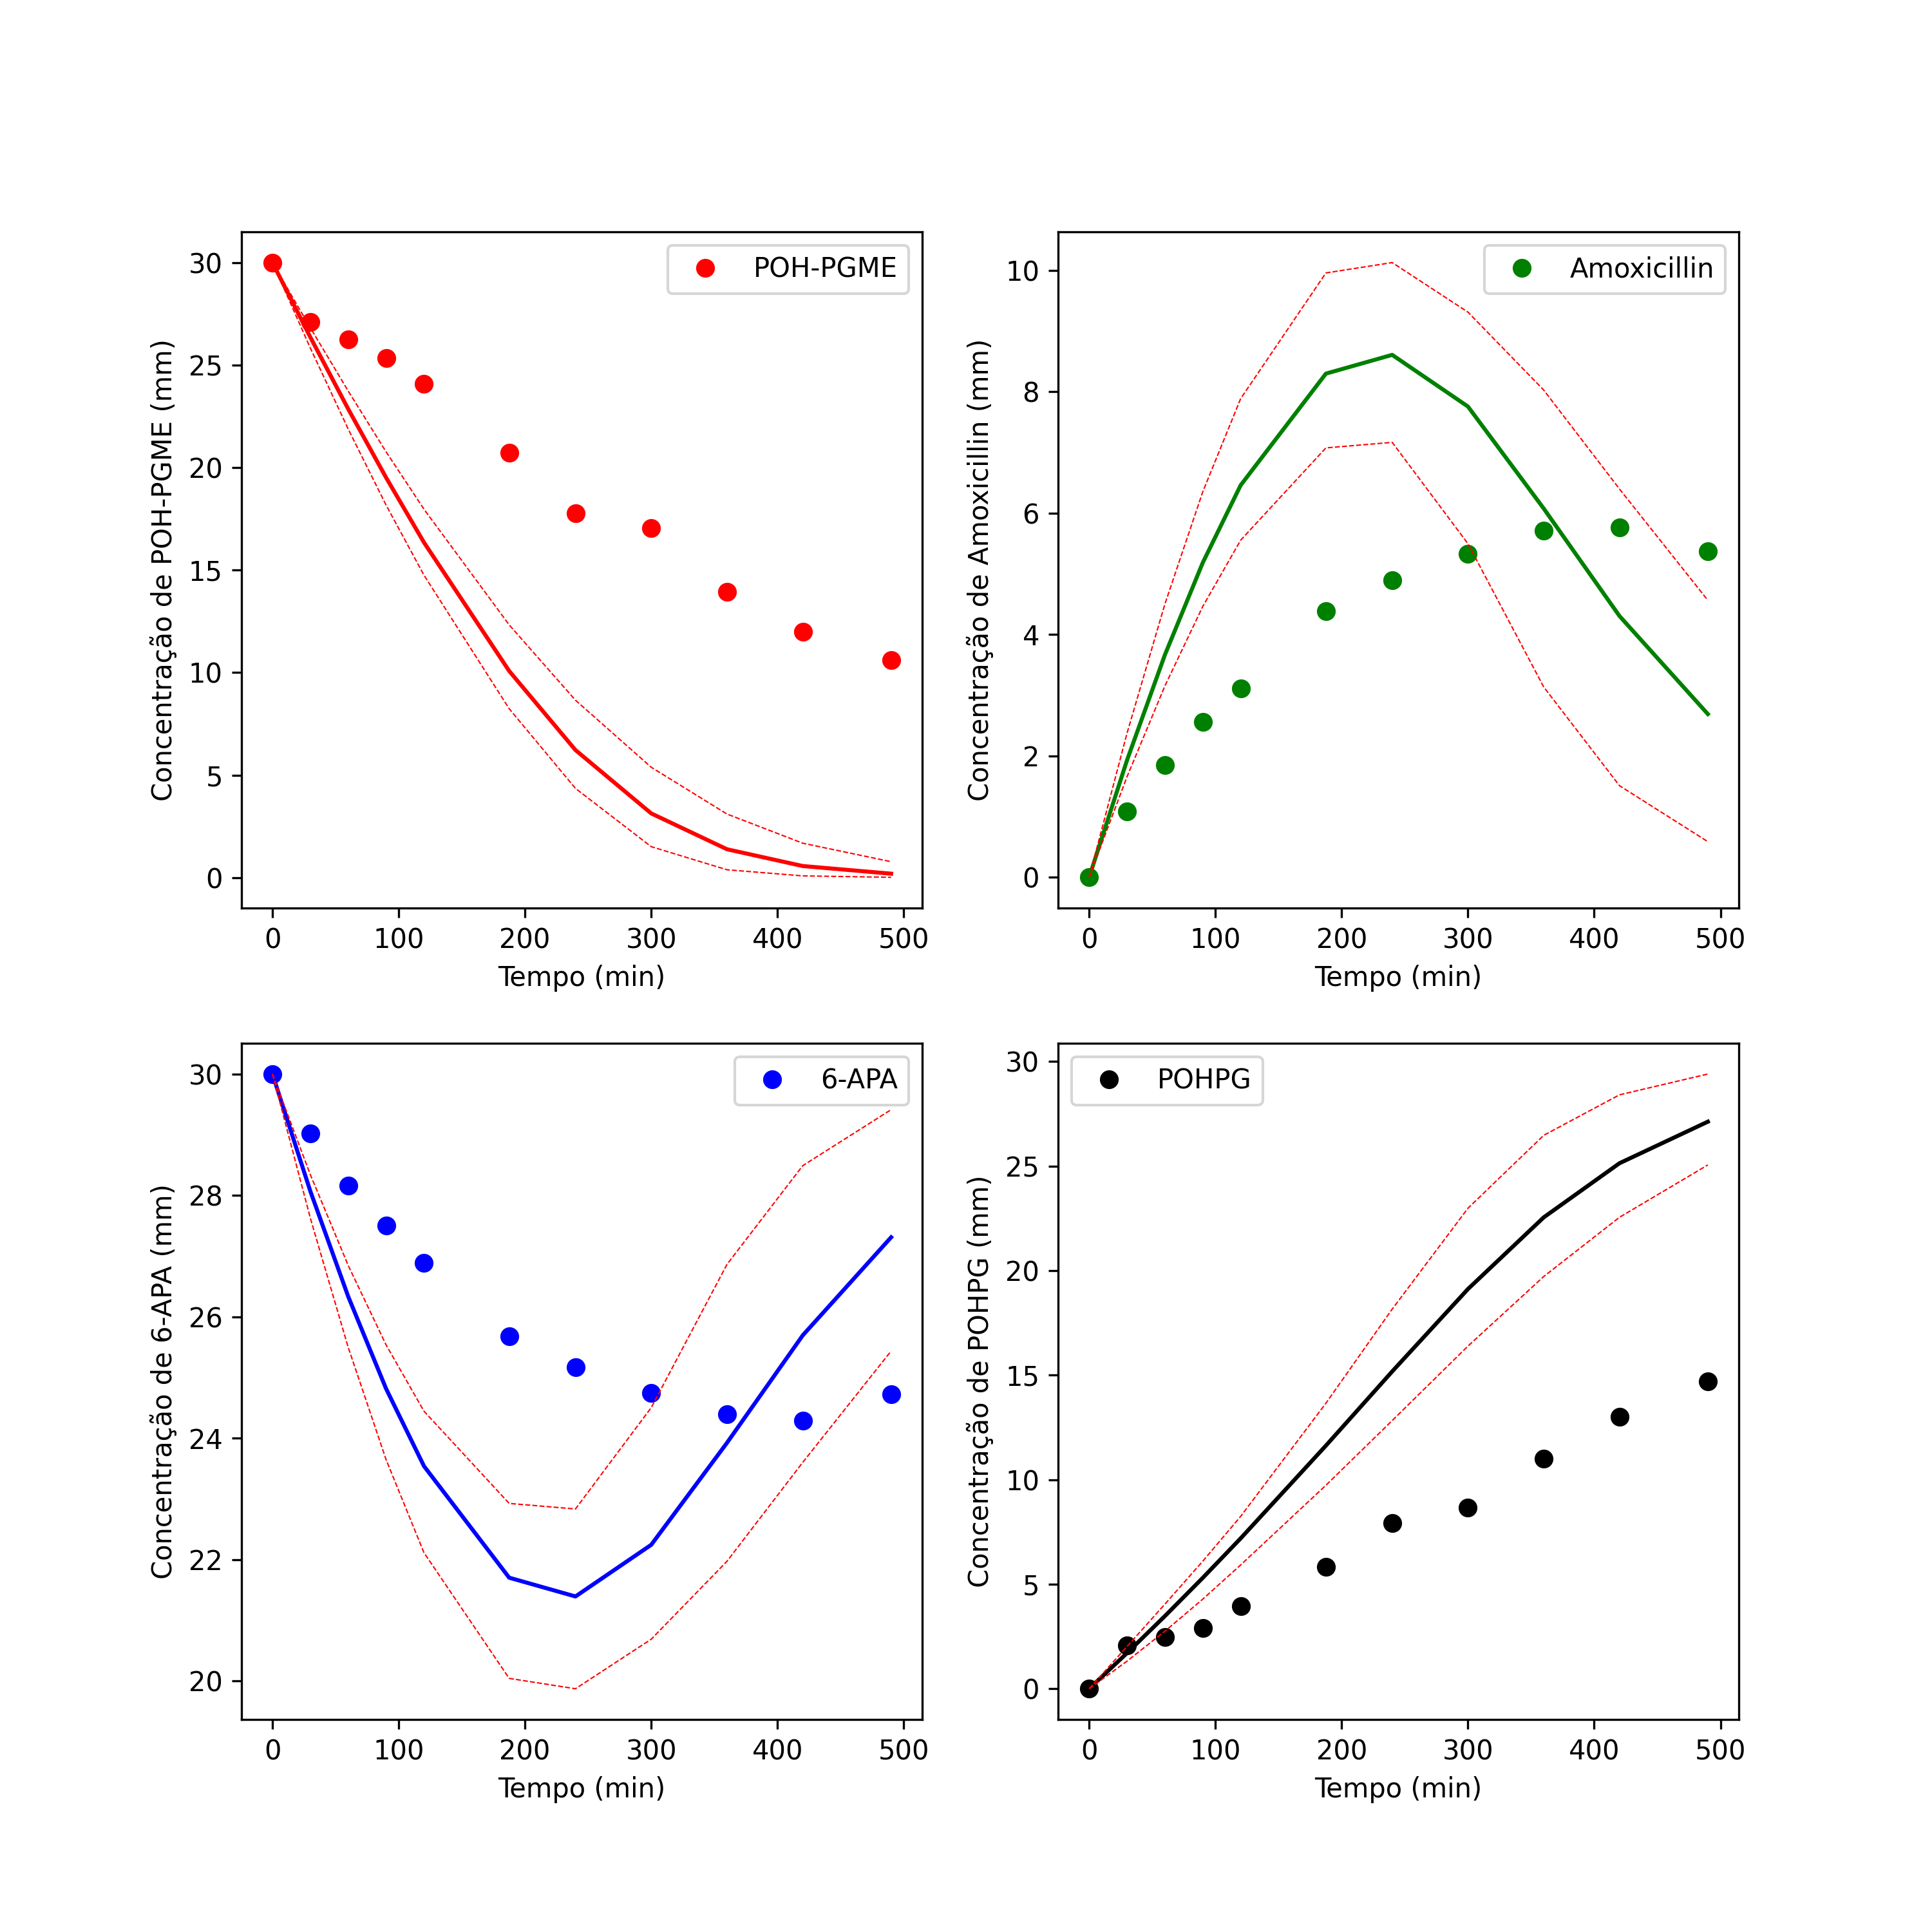 POH-PGME
Concentração de POH-PGME (mm)
30
25
20
15
10
5
0
0 100 200 300 400 500
Tempo (min)
Amoxicillin
Concentração de Amoxicillin (mm)
10
8
6
4
2
0
0 100 200 300 400 500
Tempo (min)
6-APA
Concentração de 6-APA (mm)
30
28
26
24
22
20
0 100 200 300 400 500
Tempo (min)
POHPG
Concentração de POHPG (mm)
30
25
20
15
10
5
0
0 100 200 300 400 500
Tempo (min)